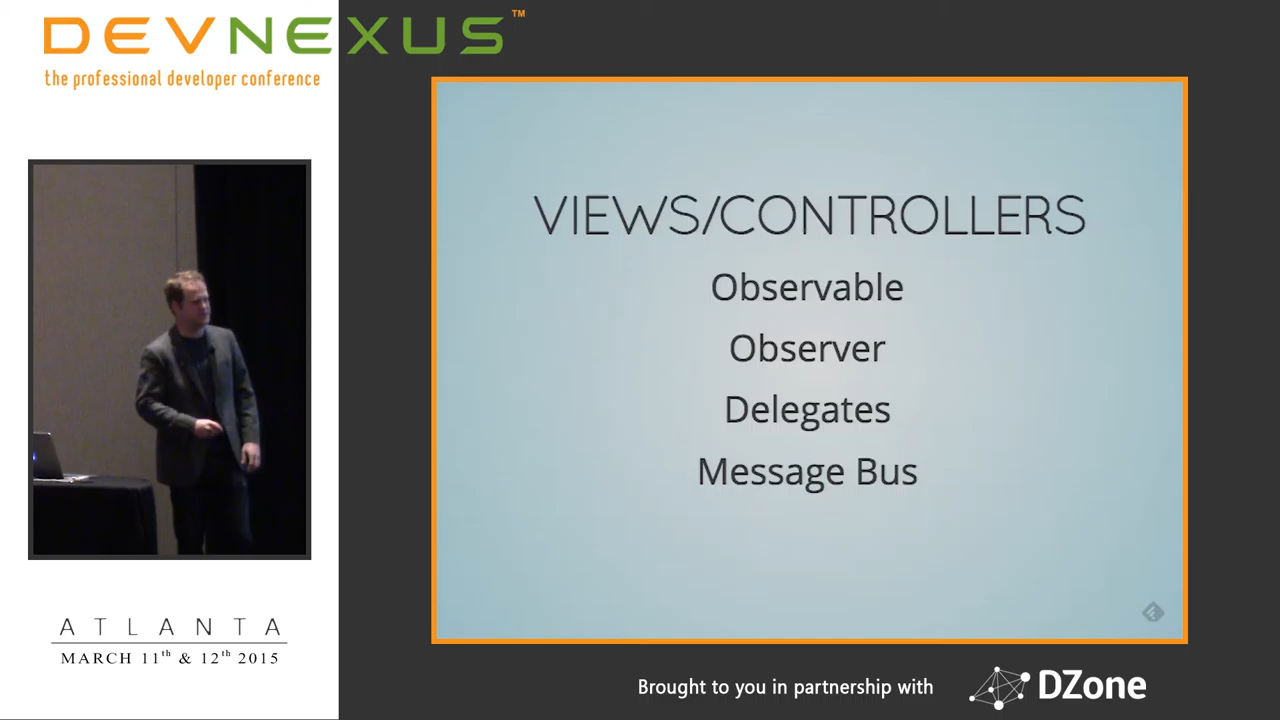 DEVNEXUS™
the professional developer conference
VIEWS/CONTROLLERS
Observable
Observer
Delegates
Message Bus
ATLANTA
MARCH 11th & 12th 2015
Brought to you in partnership with DZone